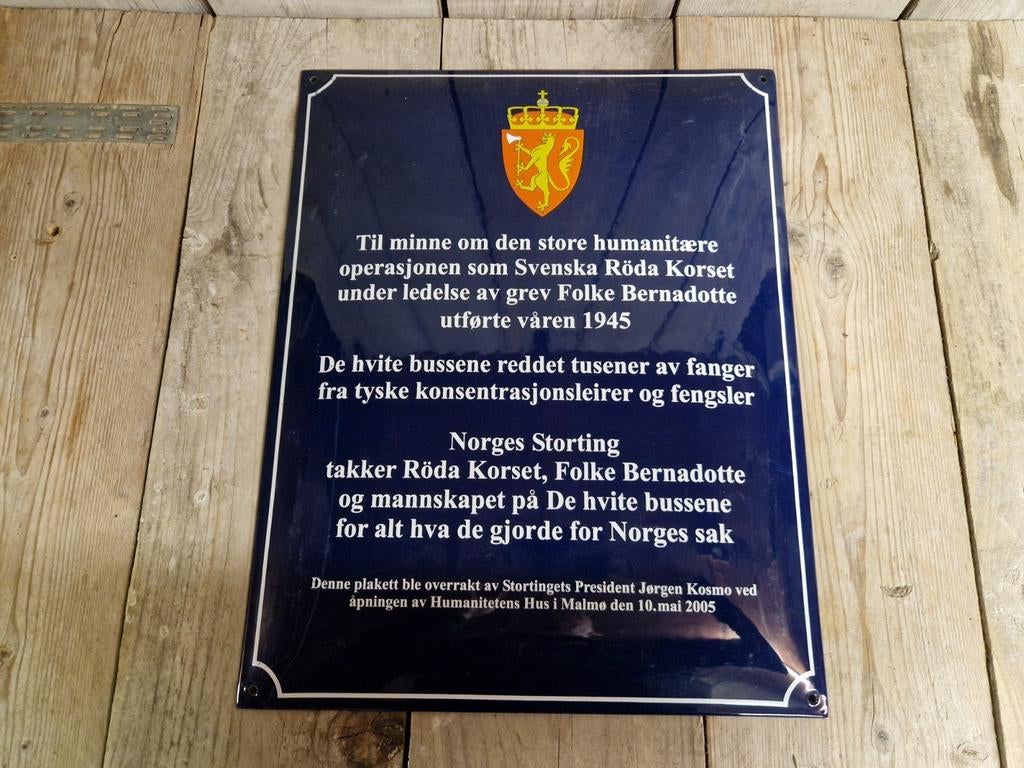 Til minne om den store humanitære
operasjonen som Svenska Röda Korset
under ledelse av grev Folke Bernadotte
utførte våren 1945
De hvite bussene reddet tusener av fanger
fra tyske konsentrasjonsleirer og fengsler
Norges Storting
takker Röda Korset, Folke Bernadotte
og mannskapet på De hvite bussene
for alt hva de gjorde for Norges sak
Denne plakett ble overrakt av Stortingets President Jørgen Kosmo ved
åpningen av Humanitetens Hus i Malmø den 10.mai 2005